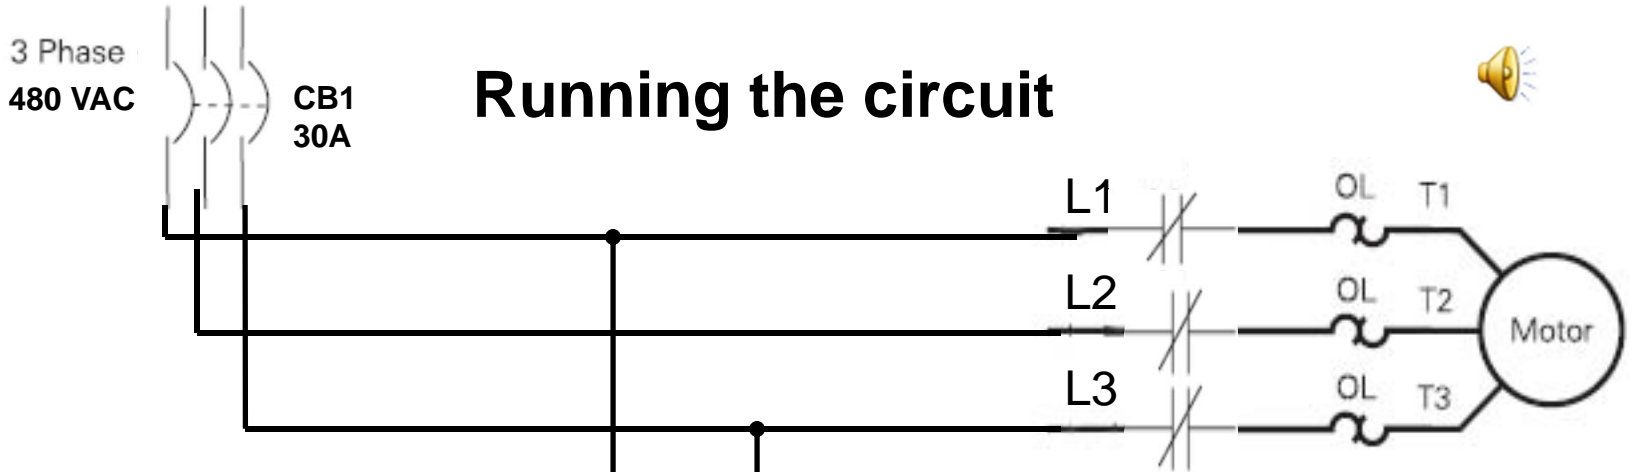 3 Phase
480 VAC
CB1
30A
Running the circuit
L1
OL
T1
L2
OL
T2
Motor
L3
OL
T3